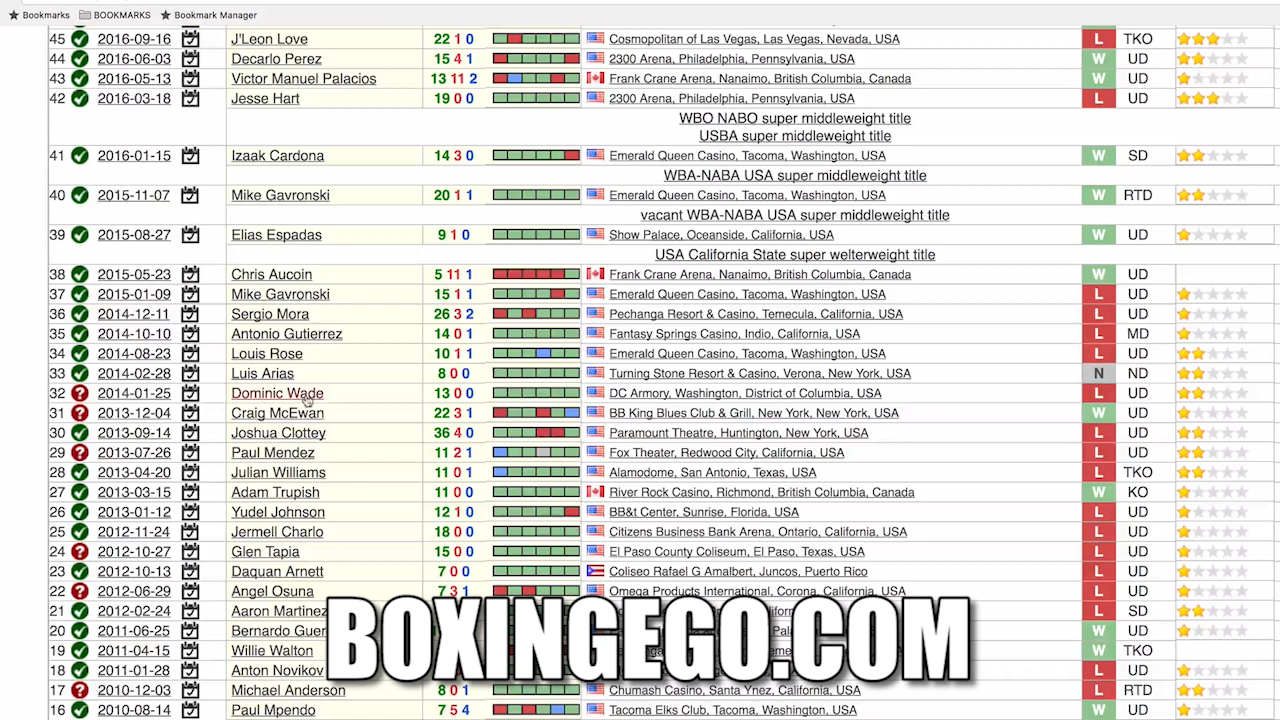 Bookmarks BOOKMARKS Bookmark Manager
45 2016-09-16 J'Leon Love 22 1 0 Cosmopolitan of Las Vegas, Las Vegas, Nevada, USA L TKO
44 2016-06-03 Decarlo Perez 15 4 1 2300 Arena, Philadelphia, Pennsylvania, USA W UD
43 2016-05-13 Victor Manuel Palacios 13 11 2 Frank Crane Arena, Nanaimo, British Columbia, Canada W UD
42 2016-03-18 Jesse Hart 19 0 0 2300 Arena, Philadelphia, Pennsylvania, USA L UD
WBO NABO super middleweight title
USBA super middleweight title
41 2016-01-15 Izaak Cardona 14 3 0 Emerald Queen Casino, Tacoma, Washington, USA W SD
WBA-NABA USA super middleweight title
40 2015-11-07 Mike Gavronski 20 1 1 Emerald Queen Casino, Tacoma, Washington, USA W RTD
vacant WBA-NABA USA super middleweight title
39 2015-08-27 Elias Espadas 9 1 0 Show Palace, Oceanside, California, USA W UD
USA California State super welterweight title
38 2015-05-23 Chris Aucoin 5 11 1 Frank Crane Arena, Nanaimo, British Columbia, Canada W UD
37 2015-01-09 Mike Gavronski 15 1 1 Emerald Queen Casino, Tacoma, Washington, USA L UD
36 2014-12-11 Sergio Mora 26 3 2 Pechanga Resort & Casino, Temecula, California, USA L UD
35 2014-10-10 Antonio Gutierrez 14 0 1 Fantasy Springs Casino, Indio, California, USA L MD
34 2014-08-23 Louis Rose 10 1 1 Emerald Queen Casino, Tacoma, Washington, USA L UD
33 2014-02-28 Luis Arias 8 0 0 Turning Stone Resort & Casino, Verona, New York, USA N ND
32 2014-01-25 Dominic Wade 13 0 0 DC Armory, Washington, District of Columbia, USA L UD
31 2013-12-04 Craig McEwan 22 3 1 BB King Blues Club & Grill, New York, New York, USA W UD
30 2013-09-14 Joshua Clottey 36 4 0 Paramount Theatre, Huntington, New York, USA L UD
29 2013-07-26 Paul Mendez 11 2 1 Fox Theater, Redwood City, California, USA L UD
28 2013-04-20 Julian Williams 11 0 1 Alamodome, San Antonio, Texas, USA L TKO
27 2013-03-15 Adam Trupish 11 0 0 River Rock Casino, Richmond, British Columbia, Canada W KO
26 2013-01-12 Yudel Johnson 12 1 0 BB&t Center, Sunrise, Florida, USA L UD
25 2012-11-24 Jermell Charlo 18 0 0 Citizens Business Bank Arena, Ontario, California, USA L UD
24 2012-10-27 Glen Tapia 15 0 0 El Paso County Coliseum, El Paso, Texas, USA L UD
23 2012-10-13 Daquan Arnett 7 0 0 Coliseo Rafael G Amalbert, Juncos, Puerto Rico L UD
22 Angel Osuna 7 3 1 Omega Products International, Corona, California, USA L UD
21 2012-02-24 Aaron Martinez L SD
20 2011-06-25 Bernardo W UD
19 2011-04-15 Willie Walton W TKO
18 2011-01-28 Anton Novikov L UD
17 2010-12-03 Michael Anderson 8 0 1 Chumash Casino, Santa Ynez, California, USA L RTD
16 2010-08-14 Paul Mpendo 7 5 4 Tacoma Elks Club, Tacoma, Washington, USA W UD
BOXINGEGO.COM